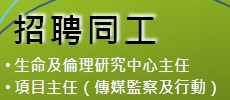 招聘同工
• 生命及倫理研究中心主任
• 項目主任（傳媒監察及行動）